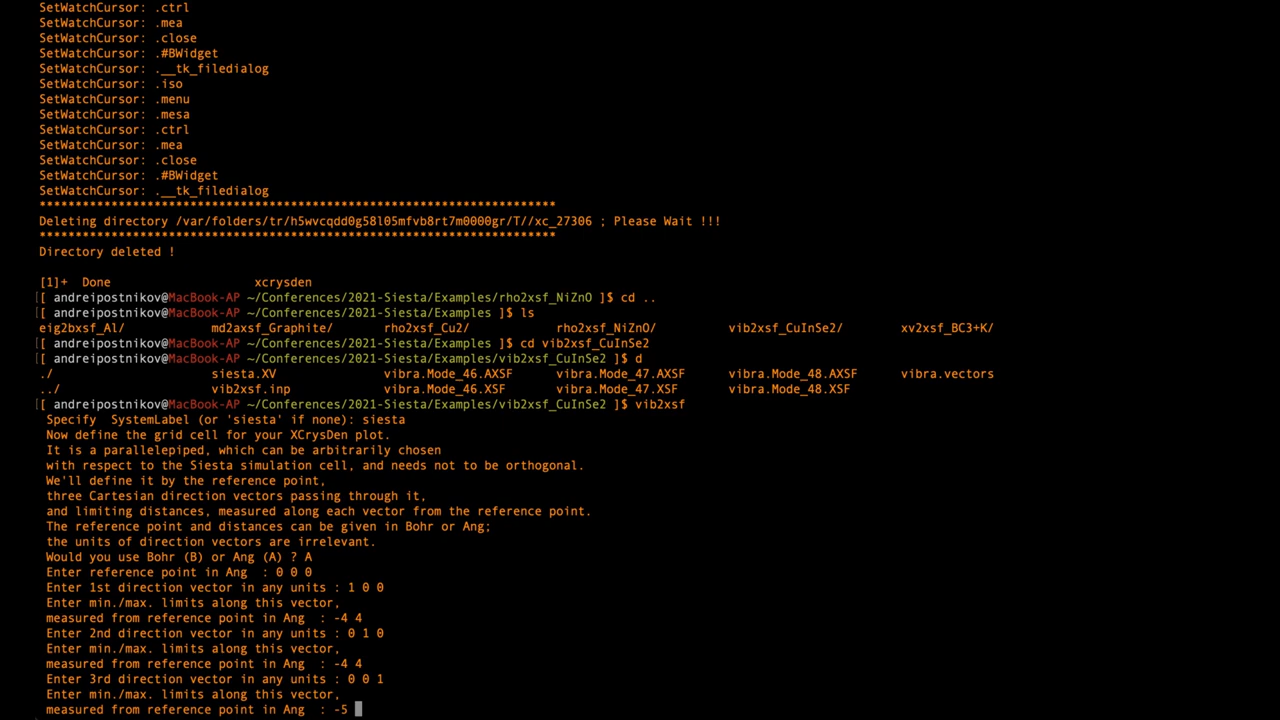 SetWatchCursor: .ctrl
SetWatchCursor: .mea
SetWatchCursor: .close
SetWatchCursor: .#BWidget
SetWatchCursor: .__tk_filedialog
SetWatchCursor: .iso
SetWatchCursor: .menu
SetWatchCursor: .mesa
SetWatchCursor: .ctrl
SetWatchCursor: .mea
SetWatchCursor: .close
SetWatchCursor: .#BWidget
SetWatchCursor: .__tk_filedialog
************************************************************************
Deleting directory /var/folders/tr/h5wvcqdd0g58l05mfvb8rt7m0000gr/T//xc_27306 ; Please Wait !!!
************************************************************************
Directory deleted !
[1]+  Done                    xcrysden
[[ andreipostnikov@MacBook-AP ~/Conferences/2021-Siesta/Examples/rho2xsf_NiZnO ]$ cd ..
[[ andreipostnikov@MacBook-AP ~/Conferences/2021-Siesta/Examples ]$ ls
eig2bxsf_Al/            md2axsf_Graphite/       rho2xsf_Cu2/            rho2xsf_NiZnO/          vib2xsf_CuInSe2/        xv2xsf_BC3+K/
[[ andreipostnikov@MacBook-AP ~/Conferences/2021-Siesta/Examples ]$ cd vib2xsf_CuInSe2
[[ andreipostnikov@MacBook-AP ~/Conferences/2021-Siesta/Examples/vib2xsf_CuInSe2 ]$ d
./                      siesta.XV               vibra.Mode_46.AXSF      vibra.Mode_47.AXSF      vibra.Mode_48.AXSF      vibra.vectors
../                     vib2xsf.inp             vibra.Mode_46.XSF       vibra.Mode_47.XSF       vibra.Mode_48.XSF
[[ andreipostnikov@MacBook-AP ~/Conferences/2021-Siesta/Examples/vib2xsf_CuInSe2 ]$ vib2xsf
Specify  SystemLabel (or 'siesta' if none): siesta
Now define the grid cell for your XCrysDen plot.
It is a parallelepiped, which can be arbitrarily chosen
with respect to the Siesta simulation cell, and needs not to be orthogonal.
We'll define it by the reference point,
three Cartesian direction vectors passing through it,
and limiting distances, measured along each vector from the reference point.
The reference point and distances can be given in Bohr or Ang;
the units of direction vectors are irrelevant.
Would you use Bohr (B) or Ang (A) ? A
Enter reference point in Ang  : 0 0 0
Enter 1st direction vector in any units : 1 0 0
Enter min./max. limits along this vector,
measured from reference point in Ang  : -4 4
Enter 2nd direction vector in any units : 0 1 0
Enter min./max. limits along this vector,
measured from reference point in Ang  : -4 4
Enter 3rd direction vector in any units : 0 0 1
Enter min./max. limits along this vector,
measured from reference point in Ang  : -5